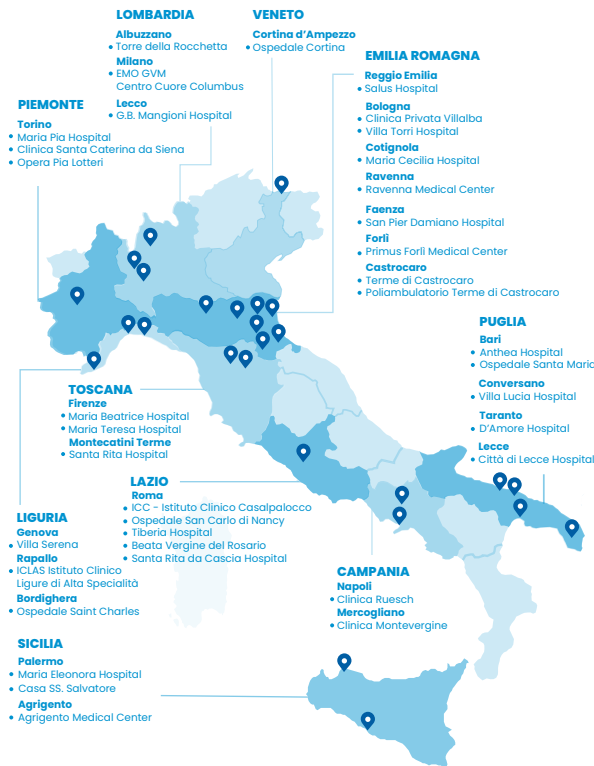 LOMBARDIA
Albuzzano
• Torre della Rocchetta
Milano
• EMO GVM
Centro Cuore Columbus
Lecco
• G.B. Mangioni Hospital
VENETO
Cortina d'Ampezzo
• Ospedale Cortina
EMILIA ROMAGNA
Reggio Emilia
• Salus Hospital
Bologna
• Clinica Privata Villalba
• Villa Torri Hospital
Cotignola
• Maria Cecilia Hospital
Ravenna
• Ravenna Medical Center
Faenza
• San Pier Damiano Hospital
Forlì
• Primus Forlì Medical Center
Castrocaro
• Terme di Castrocaro
• Poliambulatorio Terme di Castrocaro
PIEMONTE
Torino
• Maria Pia Hospital
• Clinica Santa Caterina da Siena
• Opera Pia Lotteri
PUGLIA
Bari
• Anthea Hospital
• Ospedale Santa Maria
Conversano
• Villa Lucia Hospital
Taranto
• D'Amore Hospital
Lecce
• Città di Lecce Hospital
TOSCANA
Firenze
• Maria Beatrice Hospital
• Maria Teresa Hospital
Montecatini Terme
• Santa Rita Hospital
LAZIO
Roma
• ICC - Istituto Clinico Casalpalocco
• Ospedale San Carlo di Nancy
• Tiberia Hospital
• Beata Vergine del Rosario
• Santa Rita da Cascia Hospital
LIGURIA
Genova
• Villa Serena
Rapallo
• ICLAS Istituto Clinico
Ligure di Alta Specialità
Bordighera
• Ospedale Saint Charles
CAMPANIA
Napoli
• Clinica Ruesch
Mercogliano
• Clinica Montevergine
SICILIA
Palermo
• Maria Eleonora Hospital
• Casa SS. Salvatore
Agrigento
• Agrigento Medical Center